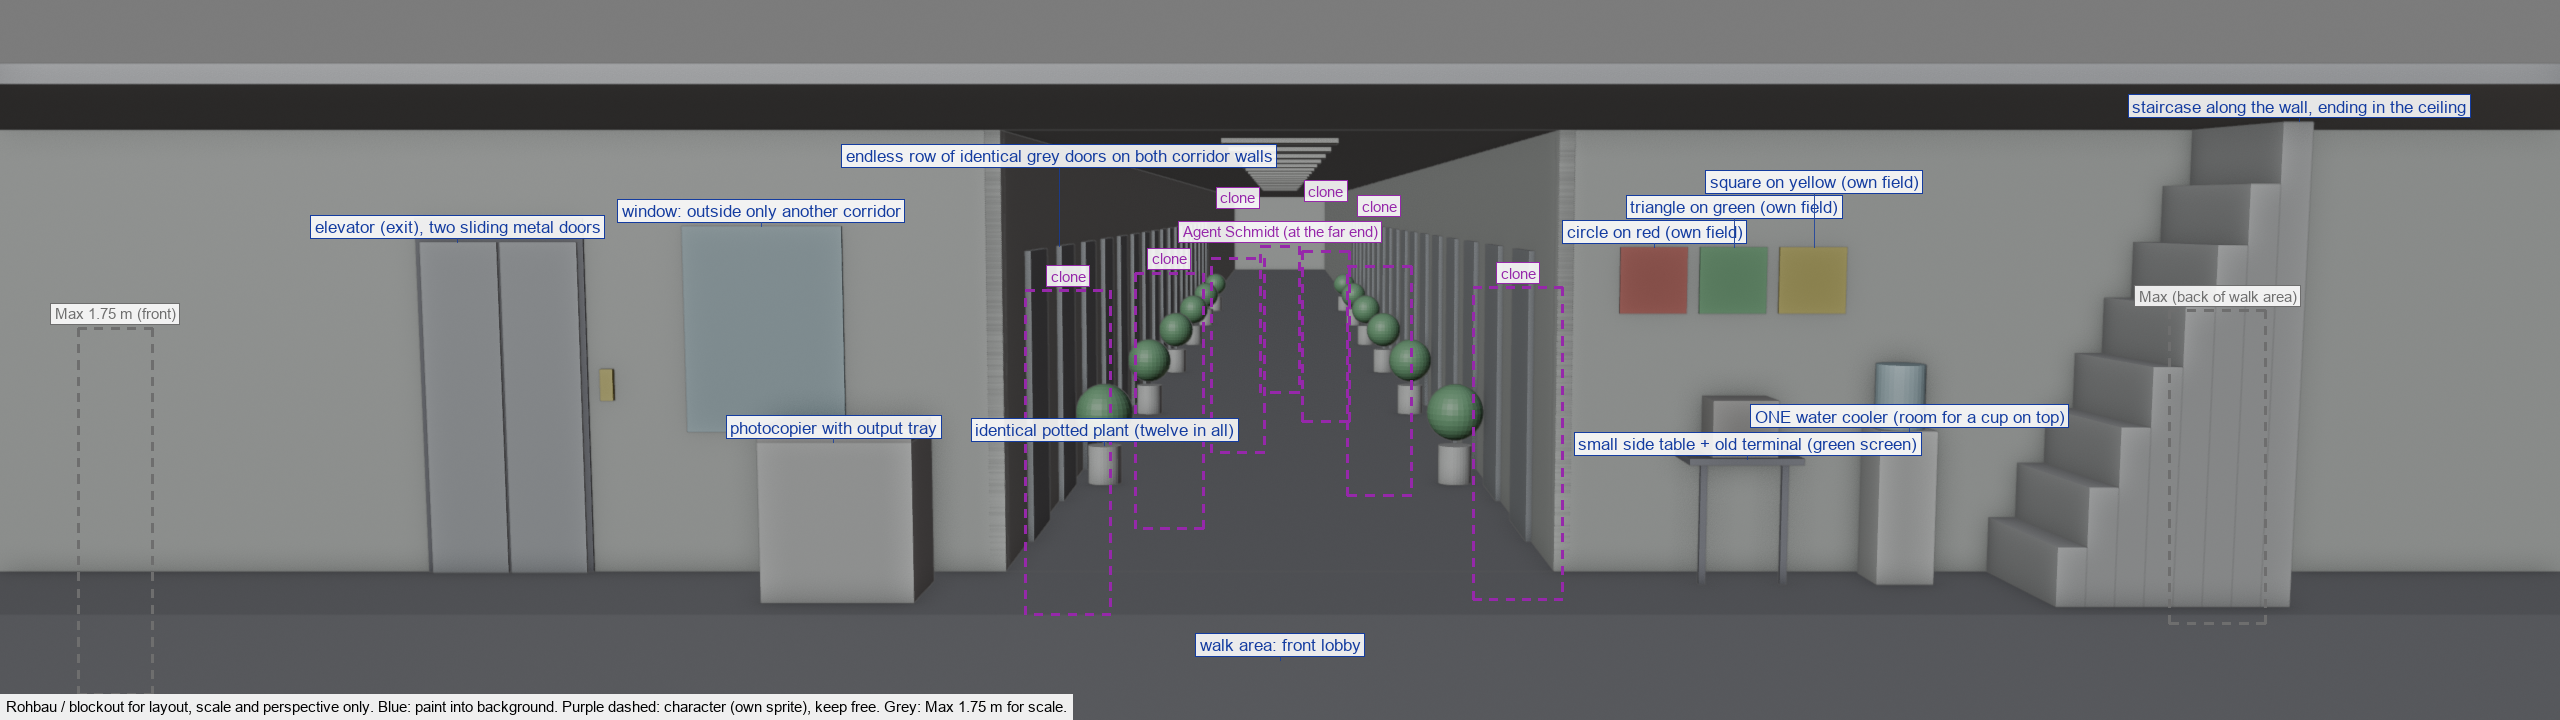 staircase along the wall, ending in the ceiling
endless row of identical grey doors on both corridor walls
square on yellow (own field)
clone
clone
clone
triangle on green (own field)
window: outside only another corridor
elevator (exit), two sliding metal doors
Agent Schmidt (at the far end)
circle on red (own field)
clone
clone
clone
Max (back of walk area)
Max 1.75 m (front)
ONE water cooler (room for a cup on top)
photocopier with output tray
identical potted plant (twelve in all)
small side table + old terminal (green screen)
walk area: front lobby
Rohbau / blockout for layout, scale and perspective only. Blue: paint into background. Purple dashed: character (own sprite), keep free. Grey: Max 1.75 m for scale.